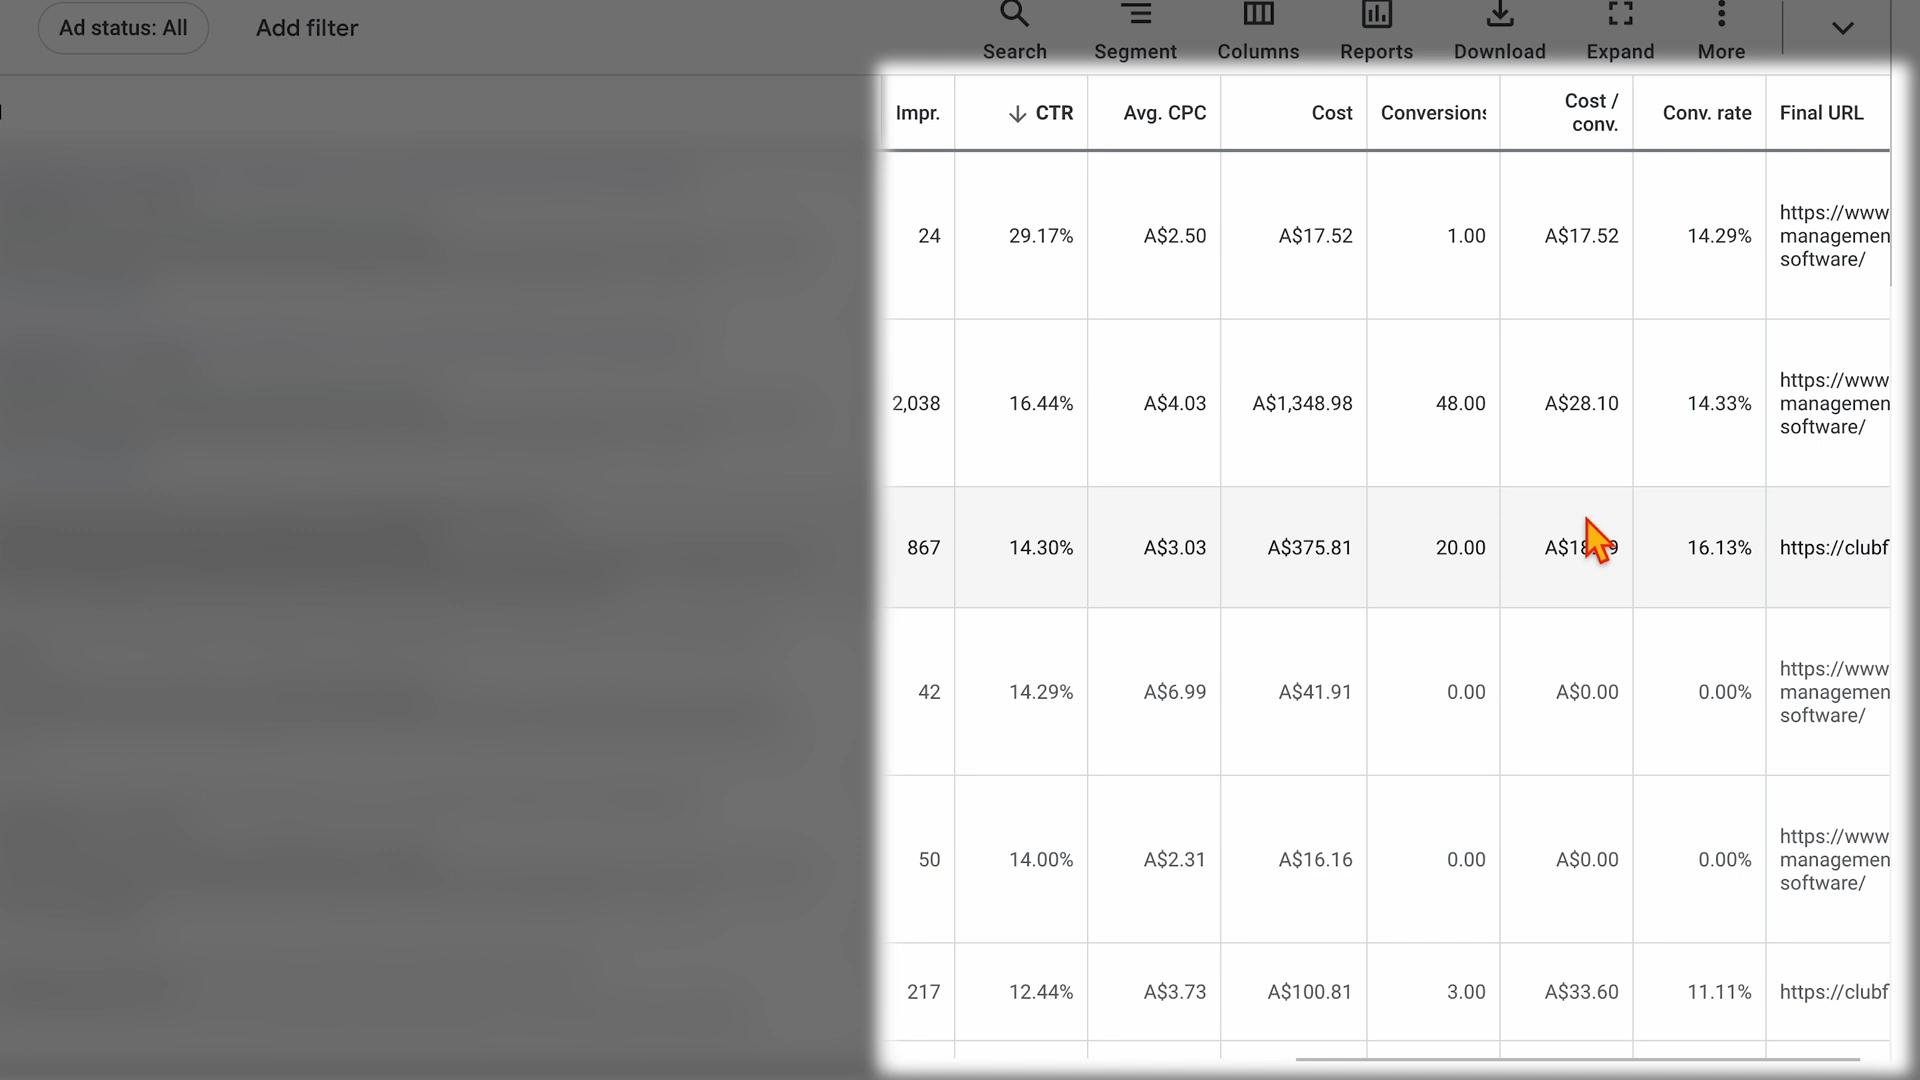 Ad status: All Add filter Search Segment Columns Reports Download Expand More
Impr. CTR Avg. CPC Cost Conversions Cost / conv. Conv. rate Final URL
24 29.17% A$2.50 A$17.52 1.00 A$17.52 14.29% https://www
managemen
software/
2,038 16.44% A$4.03 A$1,348.98 48.00 A$28.10 14.33% https://www
managemen
software/
867 14.30% A$3.03 A$375.81 20.00 16.13% https://clubf
42 14.29% A$6.99 A$41.91 0.00 A$0.00 0.00% https://www
managemen
software/
50 14.00% A$2.31 A$16.16 0.00 A$0.00 0.00% https://www
managemen
software/
217 12.44% A$3.73 A$100.81 3.00 A$33.60 11.11% https://clubf